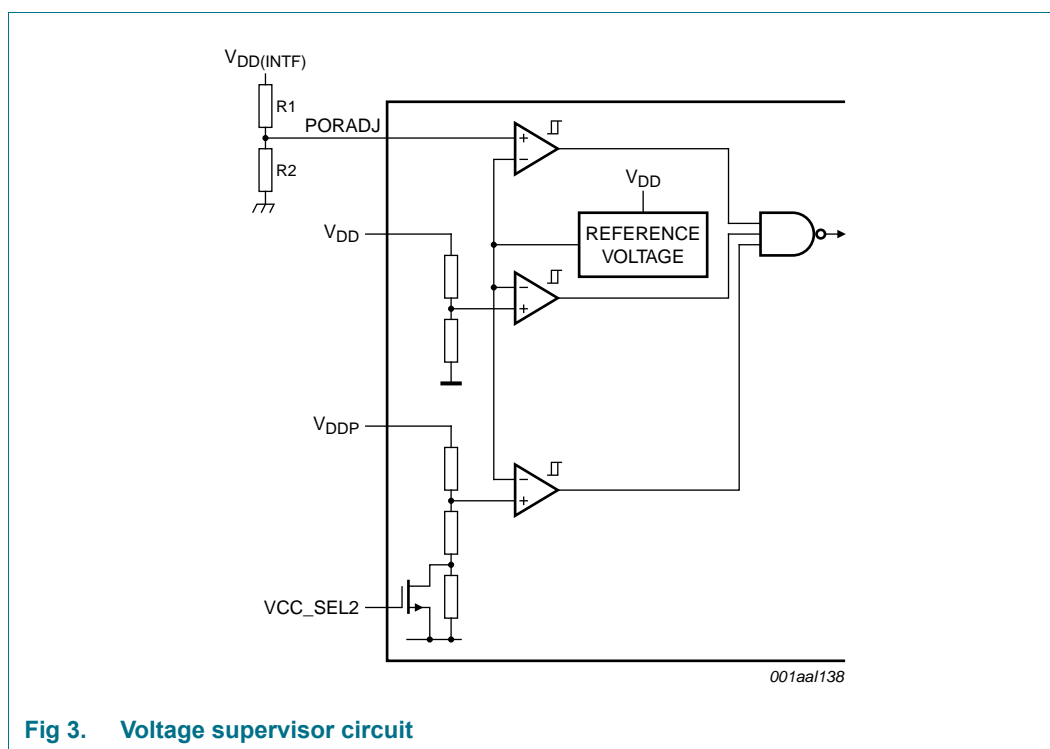 VDD(INTF)
R1
PORADJ
R2
VDD
REFERENCE
VOLTAGE
VDD
VDDP
VCC_SEL2
001aal138
Fig 3. Voltage supervisor circuit